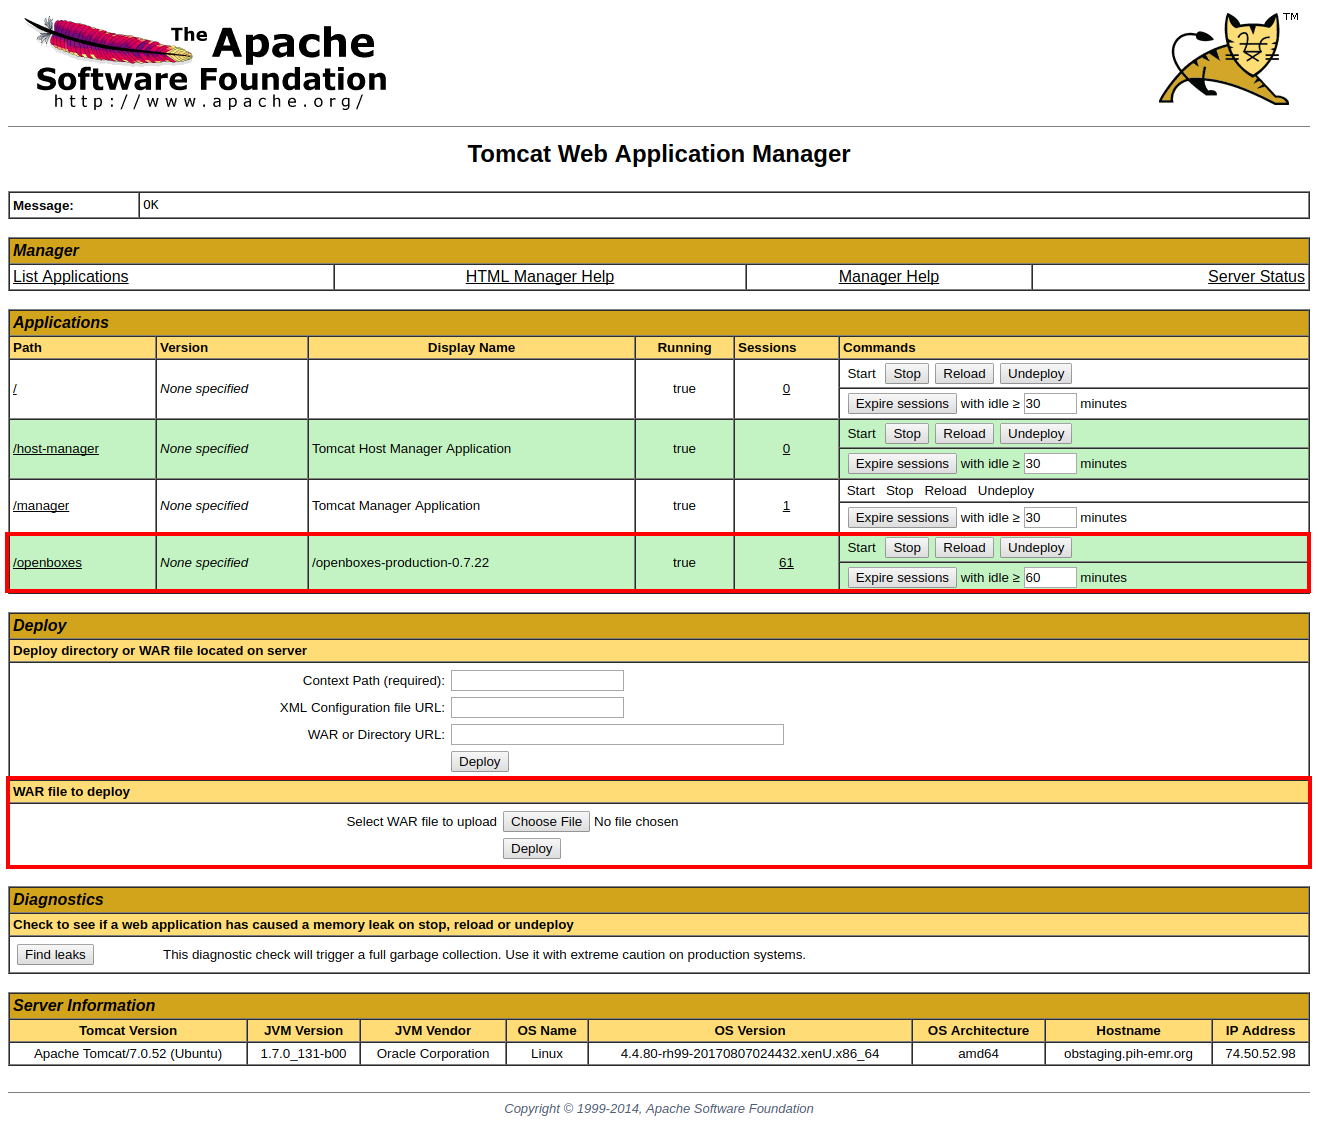 The Apache
Software Foundation
http://www.apache.org/
TM
Tomcat Web Application Manager
Message: OK
Manager
List Applications HTML Manager Help Manager Help Server Status
Applications
Path Version Display Name Running Sessions Commands
/ None specified true 0 Start Stop Reload Undeploy
Expire sessions with idle ≥ 30 minutes
/host-manager None specified Tomcat Host Manager Application true 0 Start Stop Reload Undeploy
Expire sessions with idle ≥ 30 minutes
/manager None specified Tomcat Manager Application true 1 Start Stop Reload Undeploy
Expire sessions with idle ≥ 30 minutes
/openboxes None specified /openboxes-production-0.7.22 true 61 Start Stop Reload Undeploy
Expire sessions with idle ≥ 60 minutes
Deploy
Deploy directory or WAR file located on server
Context Path (required):
XML Configuration file URL:
WAR or Directory URL:
Deploy
WAR file to deploy
Select WAR file to upload Choose File No file chosen
Deploy
Diagnostics
Check to see if a web application has caused a memory leak on stop, reload or undeploy
Find leaks This diagnostic check will trigger a full garbage collection. Use it with extreme caution on production systems.
Server Information
Tomcat Version JVM Version JVM Vendor OS Name OS Version OS Architecture Hostname IP Address
Apache Tomcat/7.0.52 (Ubuntu) 1.7.0_131-b00 Oracle Corporation Linux 4.4.80-rh99-20170807024432.xenU.x86_64 amd64 obstaging.pih-emr.org 74.50.52.98
Copyright © 1999-2014, Apache Software Foundation